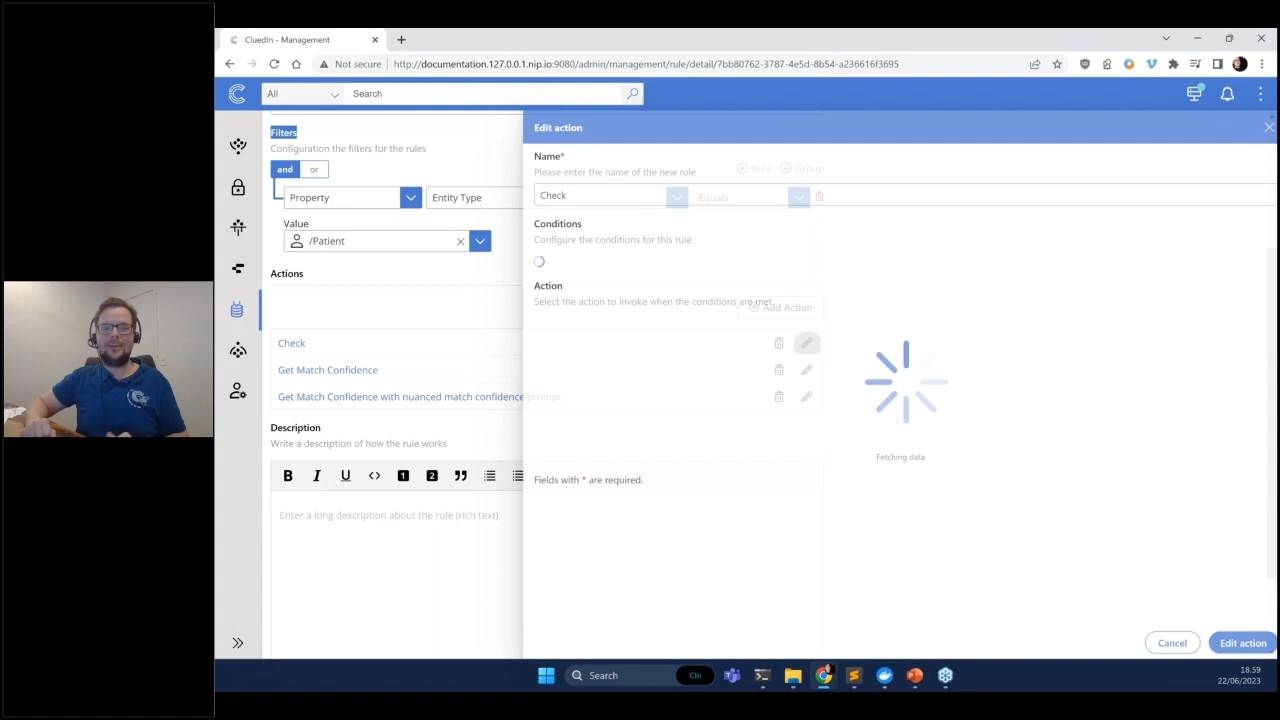 CluedIn - Management
Not secure
http://documentation.127.0.0.1.nip.io:9080/admin/management/rule/detail/7bb80762-3787-4e5d-8b54-a236616f3695
All
Search
Filters
Configuration the filters for the rules
and
or
Property
Entity Type
Value
/Patient
Actions
Check
Get Match Confidence
Get Match Confidence with nuanced match confidence prompt.
Description
Write a description of how the rule works
B I U <> 1 2
Enter a long description about the rule (rich text)
Edit action
Name*
Please enter the name of the new rule
Rule
Group
Check
Equals
Conditions
Configure the conditions for this rule.
Action
Select the action to invoke when the conditions are met.
Add Action
Fetching data
Fields with * are required.
Cancel
Edit action
Search
CIn
18.59
22/06/2023